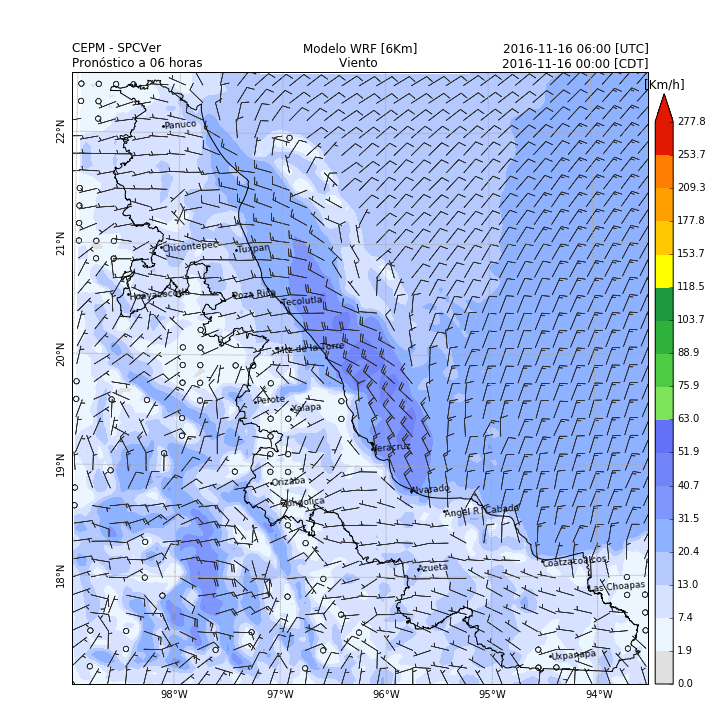 CEPM - SPCVer Modelo WRF [6Km] 2016-11-16 06:00 [UTC]
Pronóstico a 06 horas Viento 2016-11-16 00:00 [CDT]
[Km/h]
277.8
253.7
209.3
177.8
153.7
118.5
103.7
88.9
75.9
63.0
51.9
40.7
31.5
20.4
13.0
7.4
1.9
0.0
22°N
21°N
20°N
19°N
18°N
Panuco
Chicontepec
Tuxpan
Huayacocotla
Poza Rica
Tecolutla
Mtz de la Torre
Perote
Xalapa
Veracruz
Orizaba
Alvarado
Zongolica
Angel R. Cabada
Azueta
Coatzacoalcos
Las Choapas
Uxpanapa
98°W 97°W 96°W 95°W 94°W